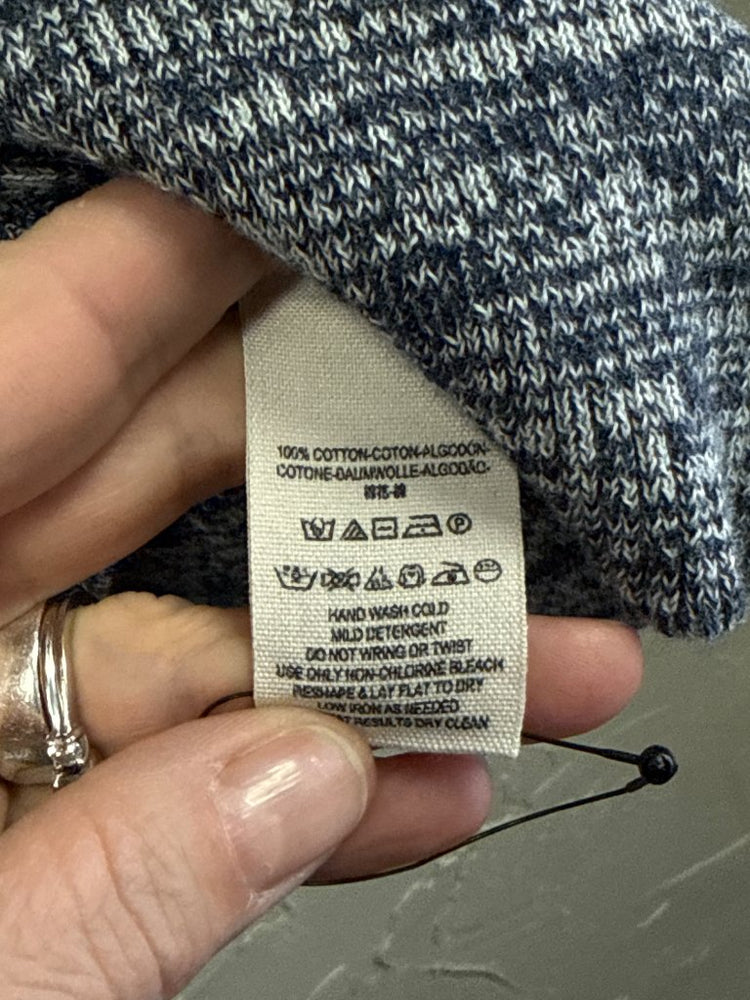 100% COTTON-COTON-ALGODÓN-
COTONE-BAUMWOLLE-ALGODÃO-
HAND WASH COLD
MILD DETERGENT
DO NOT WRING OR TWIST
USE ONLY NON-CHLORINE BLEACH
RESHAPE & LAY FLAT TO DRY
LOW IRON AS NEEDED
RESULTS DRY CLEAN